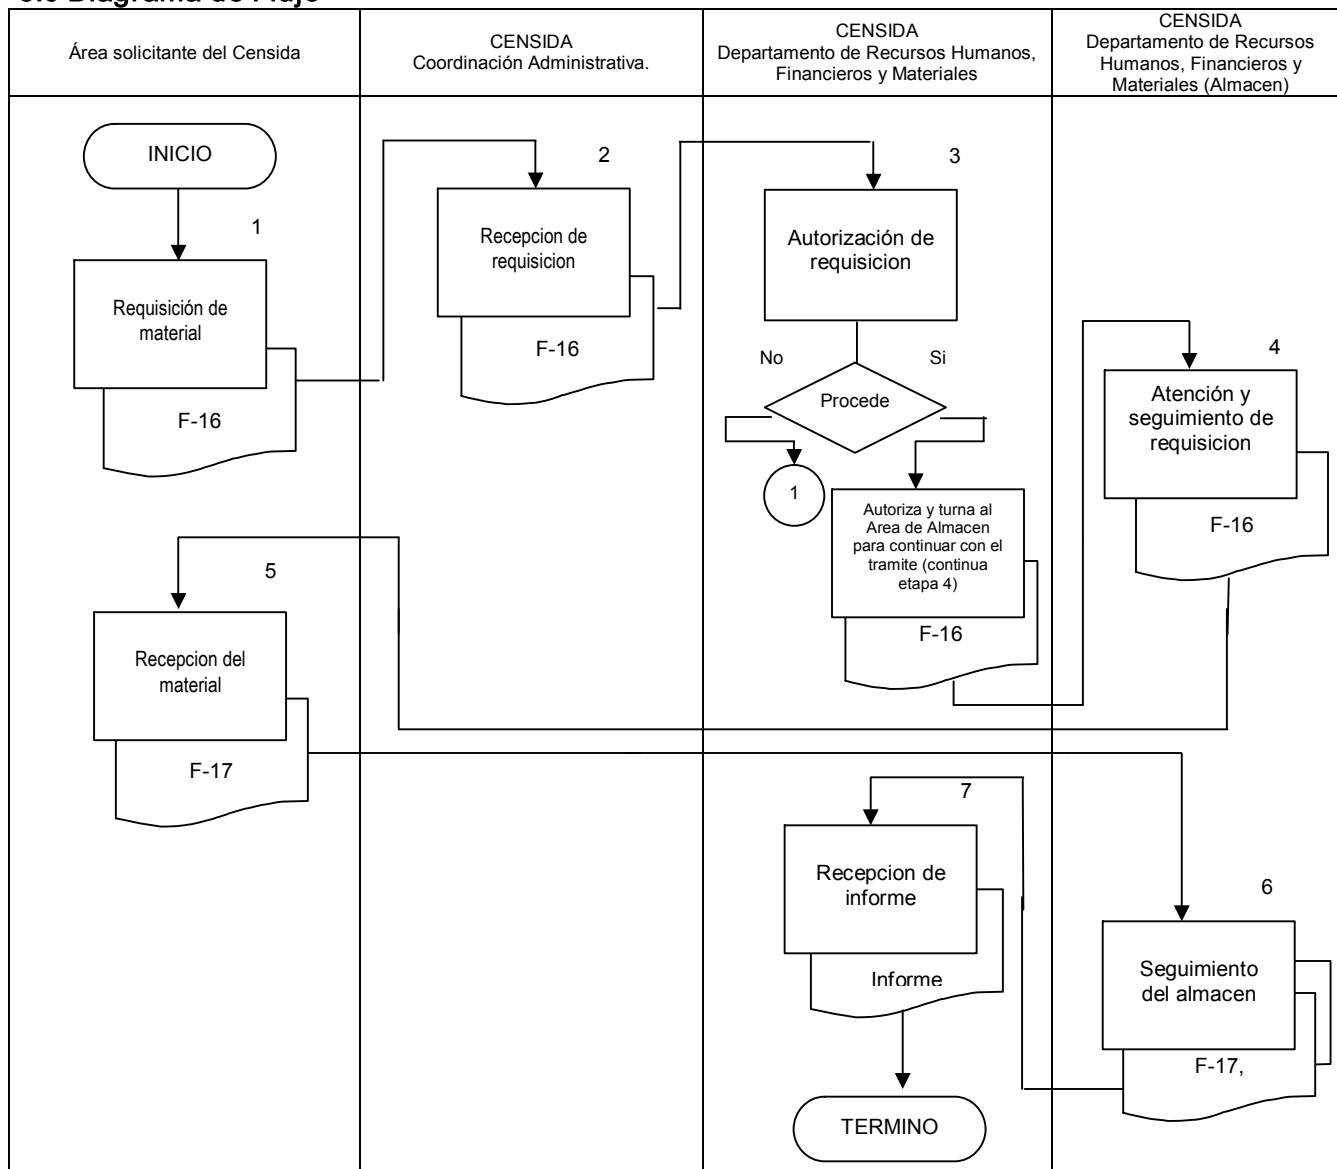 Área solicitante del Censida
CENSIDA
Coordinación Administrativa.
CENSIDA
Departamento de Recursos Humanos,
Financieros y Materiales
CENSIDA
Departamento de Recursos
Humanos, Financieros y
Materiales (Almacen)
INICIO
1
Requisición de
material
F-16
2
Recepcion de
requisicion
F-16
3
Autorización de
requisicion
No
Si
Procede
1
Autoriza y turna al
Area de Almacen
para continuar con el
tramite (continua
etapa 4)
F-16
4
Atención y
seguimiento de
requisicion
F-16
5
Recepcion del
material
F-17
6
Seguimiento
del almacen
F-17,
7
Recepcion de
informe
Informe
TERMINO